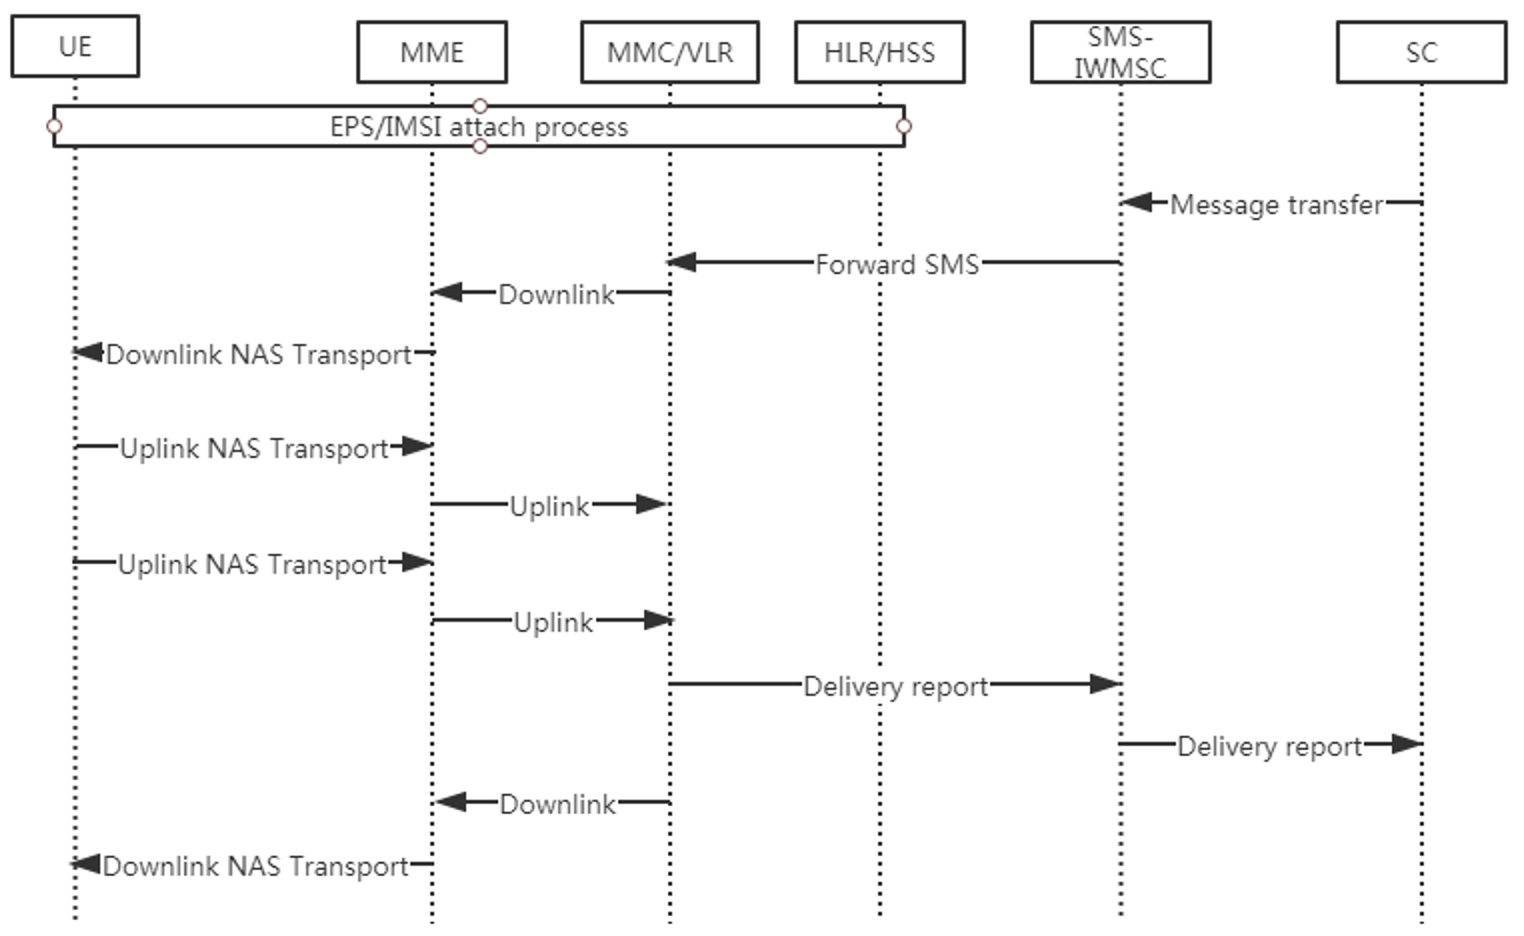 UE
MME
MMC/VLR
HLR/HSS
SMS-
IWMSC
SC
EPS/IMSI attach process
Message transfer
Forward SMS
Downlink
Downlink NAS Transport
Uplink NAS Transport
Uplink
Uplink NAS Transport
Uplink
Delivery report
Delivery report
Downlink
Downlink NAS Transport